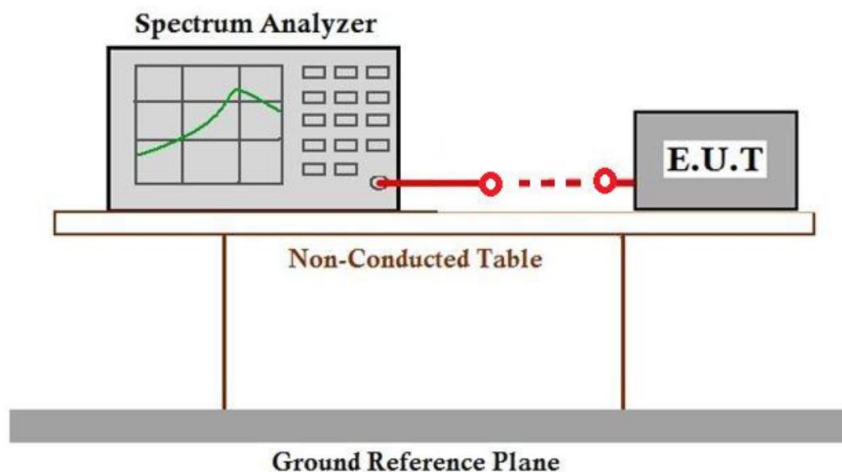 Spectrum Analyzer
E.U.T
Non-Conducted Table
Ground Reference Plane